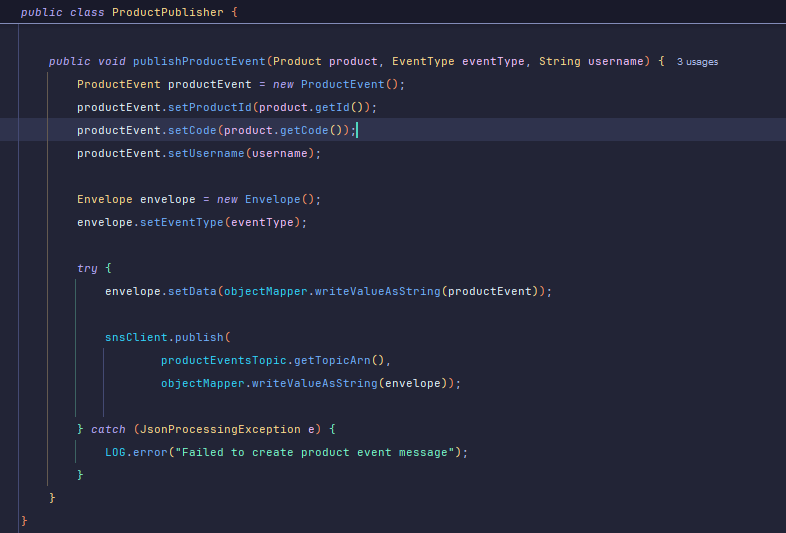 public class ProductPublisher {
public void publishProductEvent(Product product, EventType eventType, String username) { 3 usages
ProductEvent productEvent = new ProductEvent();
productEvent.setProductId(product.getId());
productEvent.setCode(product.getCode());
productEvent.setUsername(username);
Envelope envelope = new Envelope();
envelope.setEventType(eventType);
try {
envelope.setData(objectMapper.writeValueAsString(productEvent));
snsClient.publish(
productEventsTopic.getTopicArn(),
objectMapper.writeValueAsString(envelope));
} catch (JsonProcessingException e) {
LOG.error("Failed to create product event message");
}
}
}